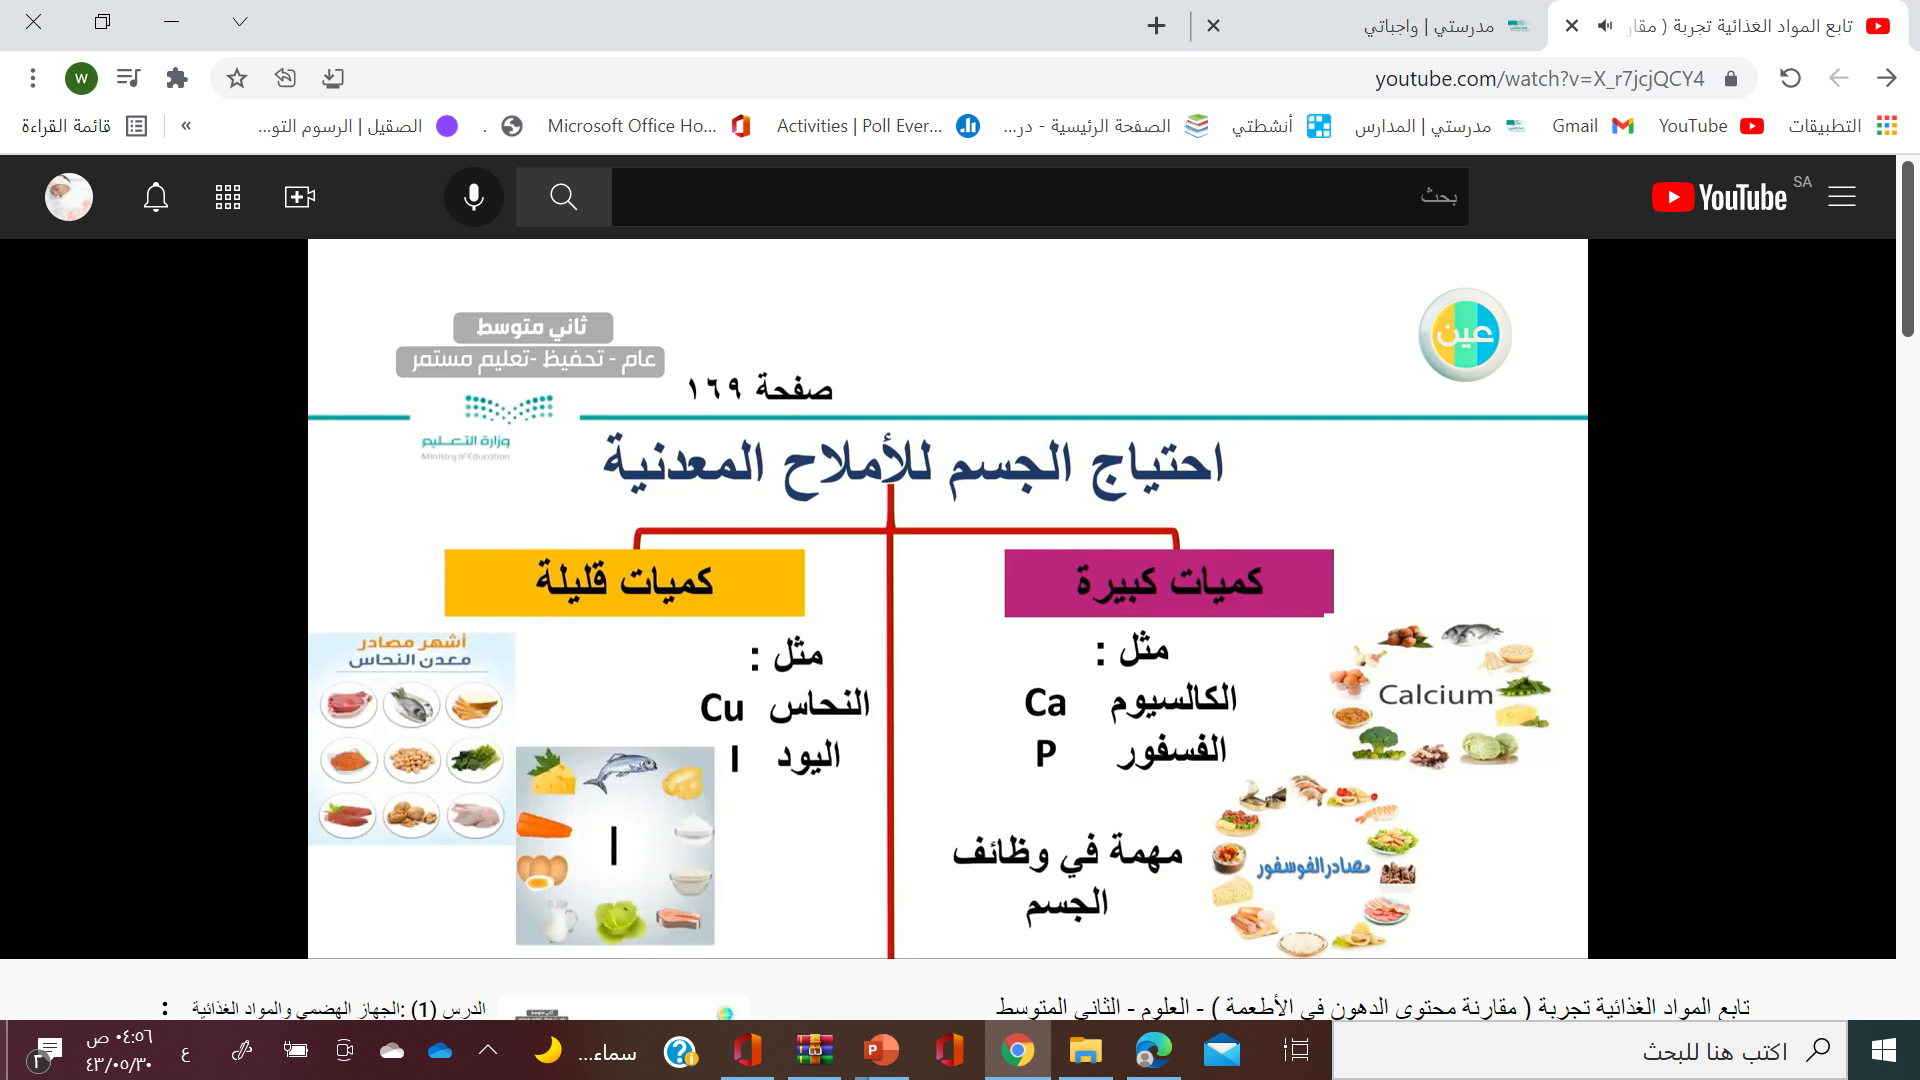 تابع المواد الغذائية تجربة ( مقار
مدرستي | واجباتي
youtube.com/watch?v=X_r7jcjQCY4
W
التطبيقات
YouTube
Gmail
مدرستي | المدارس
أنشطتي
الصفحة الرئيسية - در...
Activities | Poll Ever...
Microsoft Office Ho...
.
الصقيل | الرسوم التو...
»
قائمة القراءة
YouTube SA
بحث
عين
ثاني متوسط
عام - تحفيظ -تعليم مستمر
صفحة ١٦٩
وزارة التعليم
Ministry of Education
احتياج الجسم للأملاح المعدنية
كميات كبيرة
مثل :
الكالسيوم Ca
الفسفور P
مهمة في وظائف
الجسم
Calcium
مصادر الفوسفور
كميات قليلة
مثل :
النحاس Cu
اليود I
أشهر مصادر
معدن النحاس
I
تابع المواد الغذائية تجربة ( مقارنة محتوى الدهون في الأطعمة ) - العلوم - الثاني المتوسط
الدرس (1) :الجهاز الهضمي والمواد الغذائية
اكتب هنا للبحث
سماء...
ع
٠٤:٥٦ ص
٤٣/٠٥/٣٠
٢